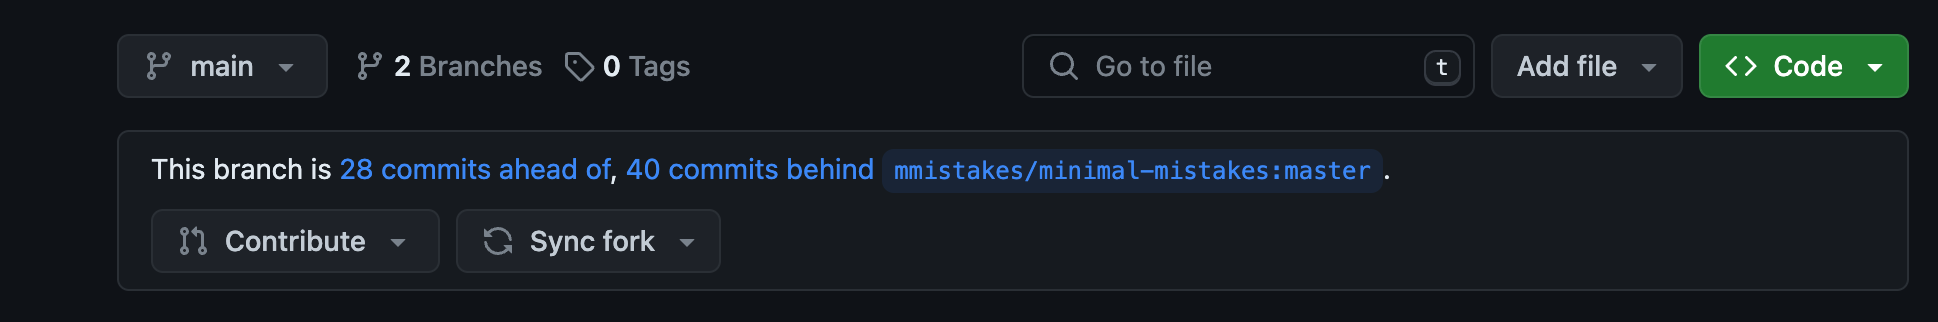 main 2 Branches 0 Tags Go to file t Add file <> Code
This branch is 28 commits ahead of, 40 commits behind mmistakes/minimal-mistakes:master.
Contribute Sync fork